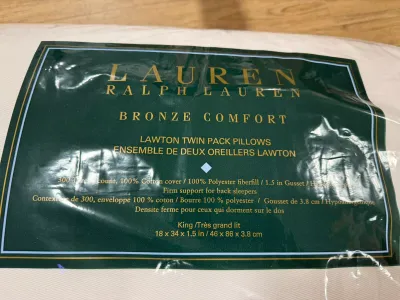 LAUREN
RALPH LAUREN
BRONZE COMFORT
LAWTON TWIN PACK PILLOWS
ENSEMBLE DE DEUX OREILLERS LAWTON
100% Cotton cover / 100% Polyester fiberfill / 1.5 in Gusset /
Firm support for back sleepers
de 300, enveloppe 100 % coton / Bourre 100 % polyester / Gousset de 3.8 cm /
Densite ferme pour ceux qui dorment sur le dos
King /Très grand lit
18 x 34 x 1.5 in / 46 x 86 x 3.8 cm